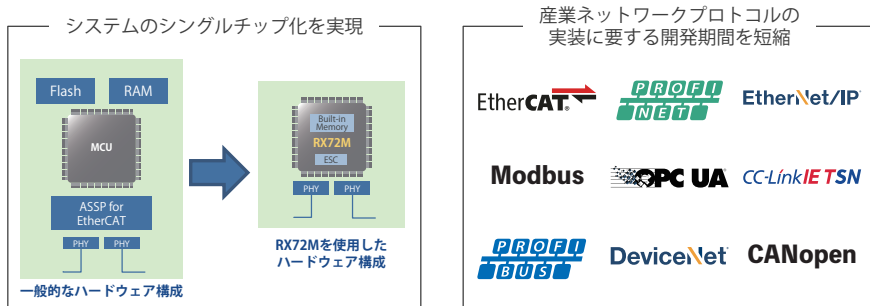 システムのシングルチップ化を実現
Flash
RAM
MCU
ASSP for
EtherCAT
PHY
PHY
一般的なハードウェア構成
Built-in
Memory
RX72M
ESC
PHY
PHY
RX72Mを使用した
ハードウェア構成
産業ネットワークプロトコルの
実装に要する開発期間を短縮
EtherCAT®
PROFI
NET
EtherNet/IP
Modbus
OPC UA
CC-Link IE TSN
PROFI
BUS
DeviceNet
CANopen